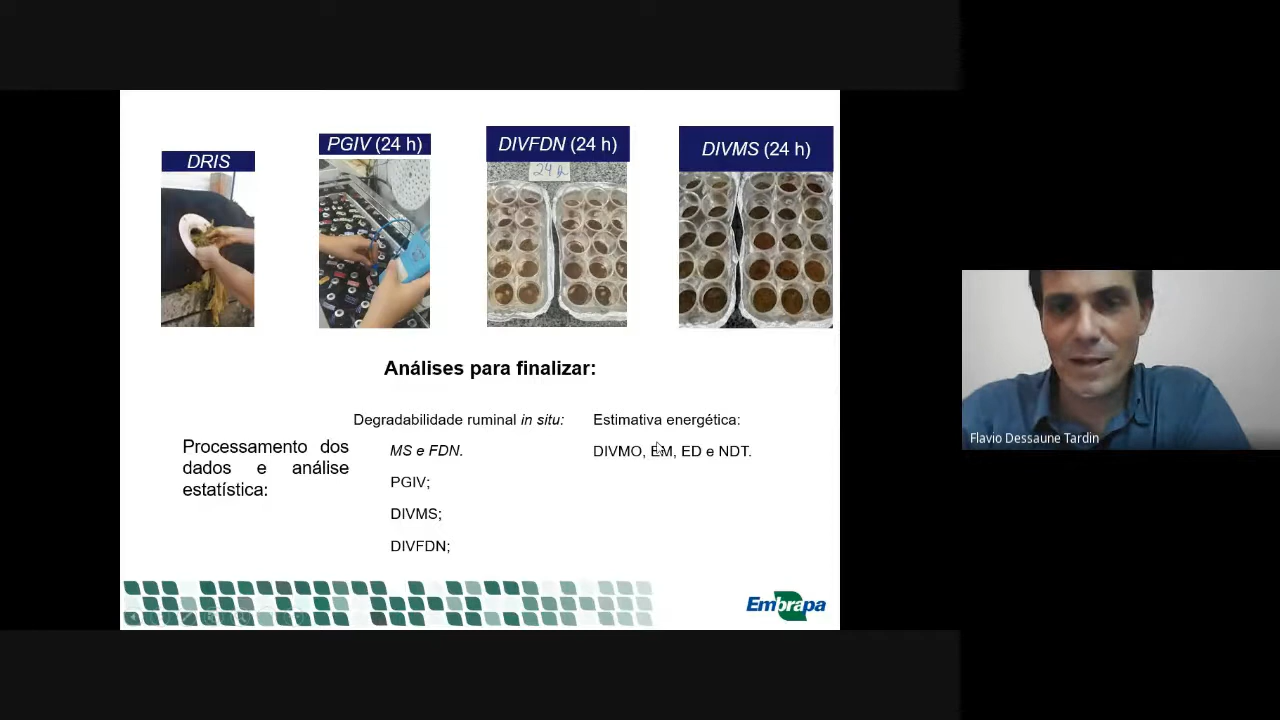 DRIS
PGIV (24 h)
DIVFDN (24 h)
DIVMS (24 h)
24 h
Análises para finalizar:
Processamento dos
dados e análise
estatística:
Degradabilidade ruminal in situ:
MS e FDN.
PGIV;
DIVMS;
DIVFDN;
Estimativa energética:
DIVMO, EM, ED e NDT.
Embrapa
Flavio Dessaune Tardin